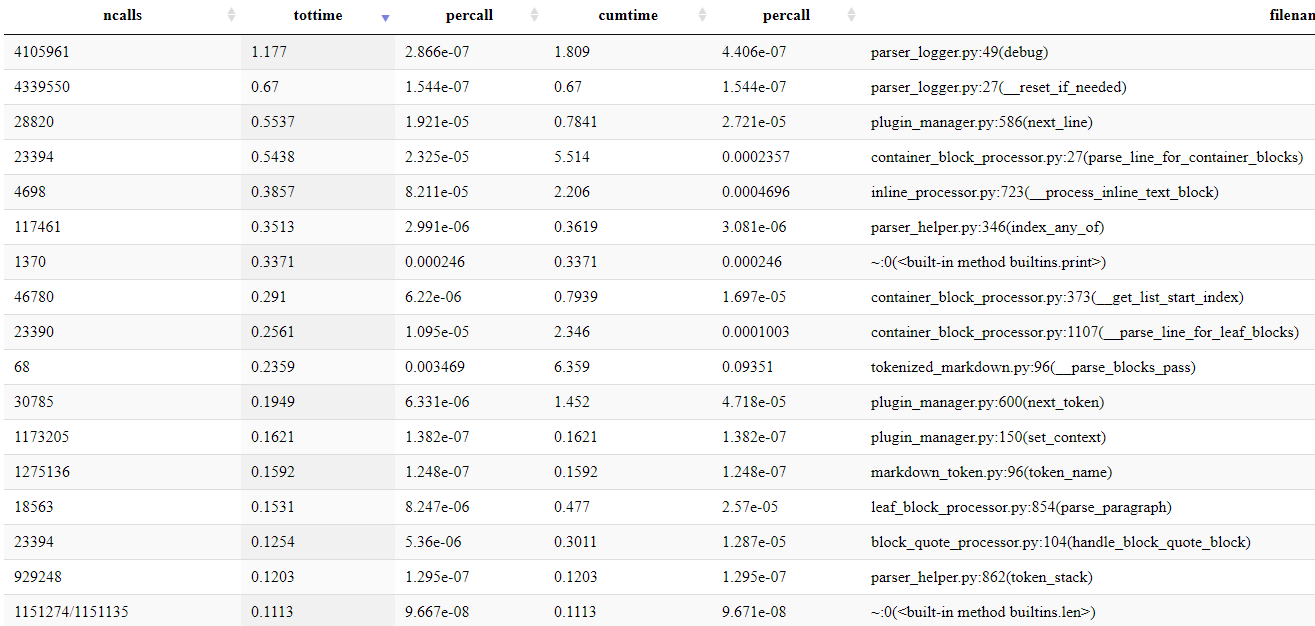 ncalls tottime percall cumtime percall filenam
4105961 1.177 2.866e-07 1.809 4.406e-07 parser_logger.py:49(debug)
4339550 0.67 1.544e-07 0.67 1.544e-07 parser_logger.py:27(__reset_if_needed)
28820 0.5537 1.921e-05 0.7841 2.721e-05 plugin_manager.py:586(next_line)
23394 0.5438 2.325e-05 5.514 0.0002357 container_block_processor.py:27(parse_line_for_container_blocks)
4698 0.3857 8.211e-05 2.206 0.0004696 inline_processor.py:723(__process_inline_text_block)
117461 0.3513 2.991e-06 0.3619 3.081e-06 parser_helper.py:346(index_any_of)
1370 0.3371 0.000246 0.3371 0.000246 ~:0(<built-in method builtins.print>)
46780 0.291 6.22e-06 0.7939 1.697e-05 container_block_processor.py:373(__get_list_start_index)
23390 0.2561 1.095e-05 2.346 0.0001003 container_block_processor.py:1107(__parse_line_for_leaf_blocks)
68 0.2359 0.003469 6.359 0.09351 tokenized_markdown.py:96(__parse_blocks_pass)
30785 0.1949 6.331e-06 1.452 4.718e-05 plugin_manager.py:600(next_token)
1173205 0.1621 1.382e-07 0.1621 1.382e-07 plugin_manager.py:150(set_context)
1275136 0.1592 1.248e-07 0.1592 1.248e-07 markdown_token.py:96(token_name)
18563 0.1531 8.247e-06 0.477 2.57e-05 leaf_block_processor.py:854(parse_paragraph)
23394 0.1254 5.36e-06 0.3011 1.287e-05 block_quote_processor.py:104(handle_block_quote_block)
929248 0.1203 1.295e-07 0.1203 1.295e-07 parser_helper.py:862(token_stack)
1151274/1151135 0.1113 9.667e-08 0.1113 9.671e-08 ~:0(<built-in method builtins.len>)